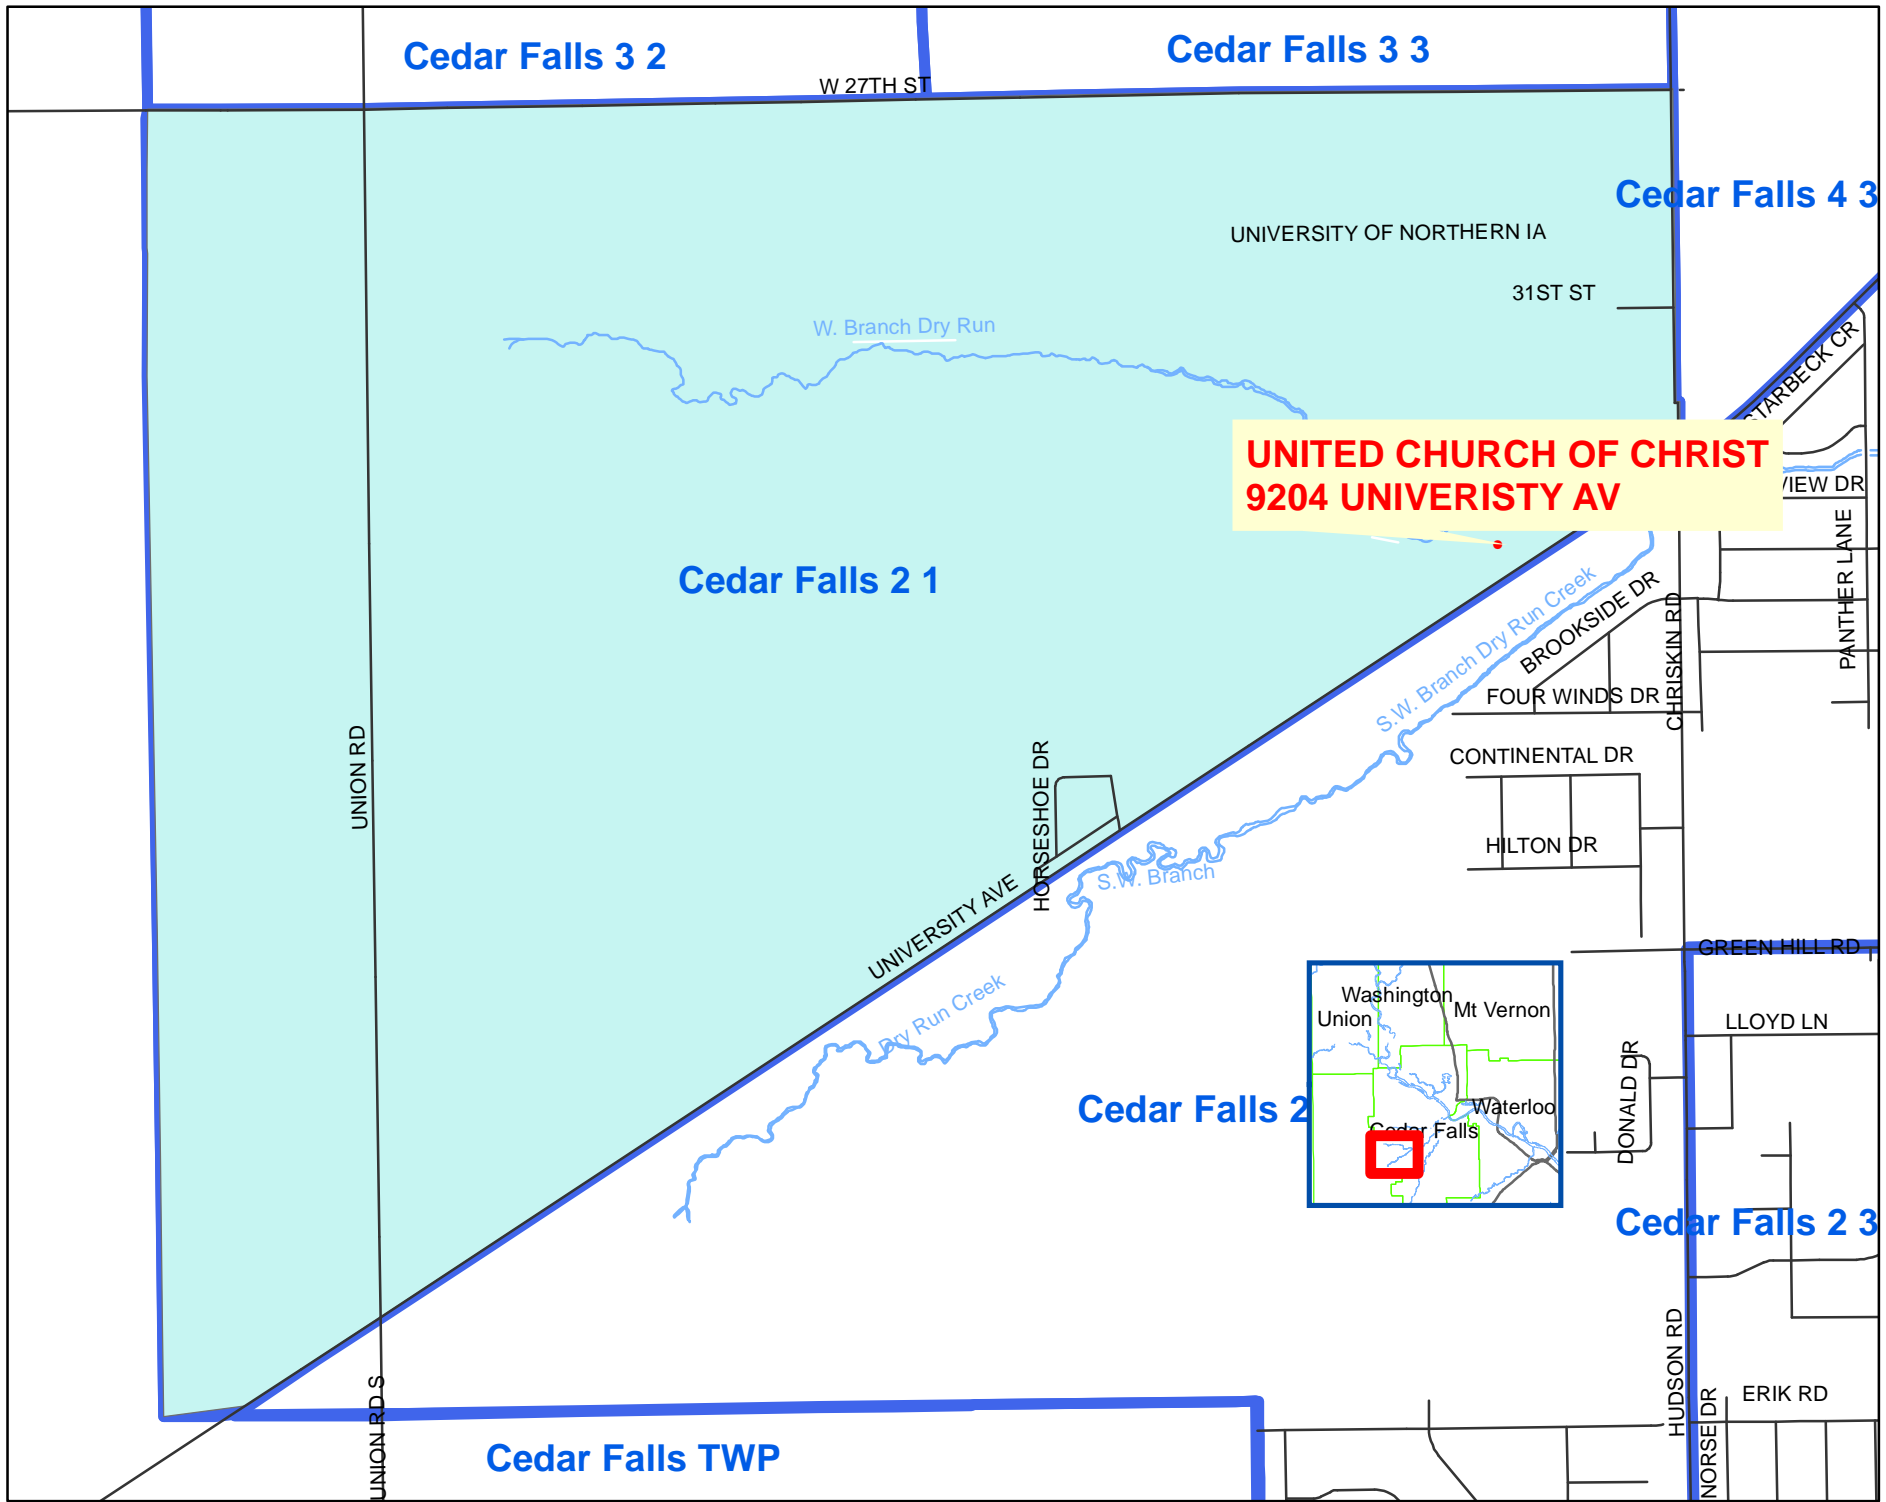 Cedar Falls 3 2
Cedar Falls 3 3
W 27TH ST
Cedar Falls 4 3
UNIVERSITY OF NORTHERN IA
31ST ST
W. Branch Dry Run
STARBECK CR
UNITED CHURCH OF CHRIST
9204 UNIVERISTY AV
VIEW DR
PANTHER LANE
Cedar Falls 2 1
S.W. Branch Dry Run Creek
BROOKSIDE DR
CHRISKIN RD
FOUR WINDS DR
UNION RD
HORSESHOE DR
CONTINENTAL DR
HILTON DR
S.W. Branch
UNIVERSITY AVE
GREEN HILL RD
Dry Run Creek
Washington
Mt Vernon
Union
LLOYD LN
DONALD DR
Cedar Falls 2
Waterloo
Cedar Falls
Cedar Falls 2 3
HUDSON RD
UNION RD S
NORSE DR
ERIK RD
Cedar Falls TWP